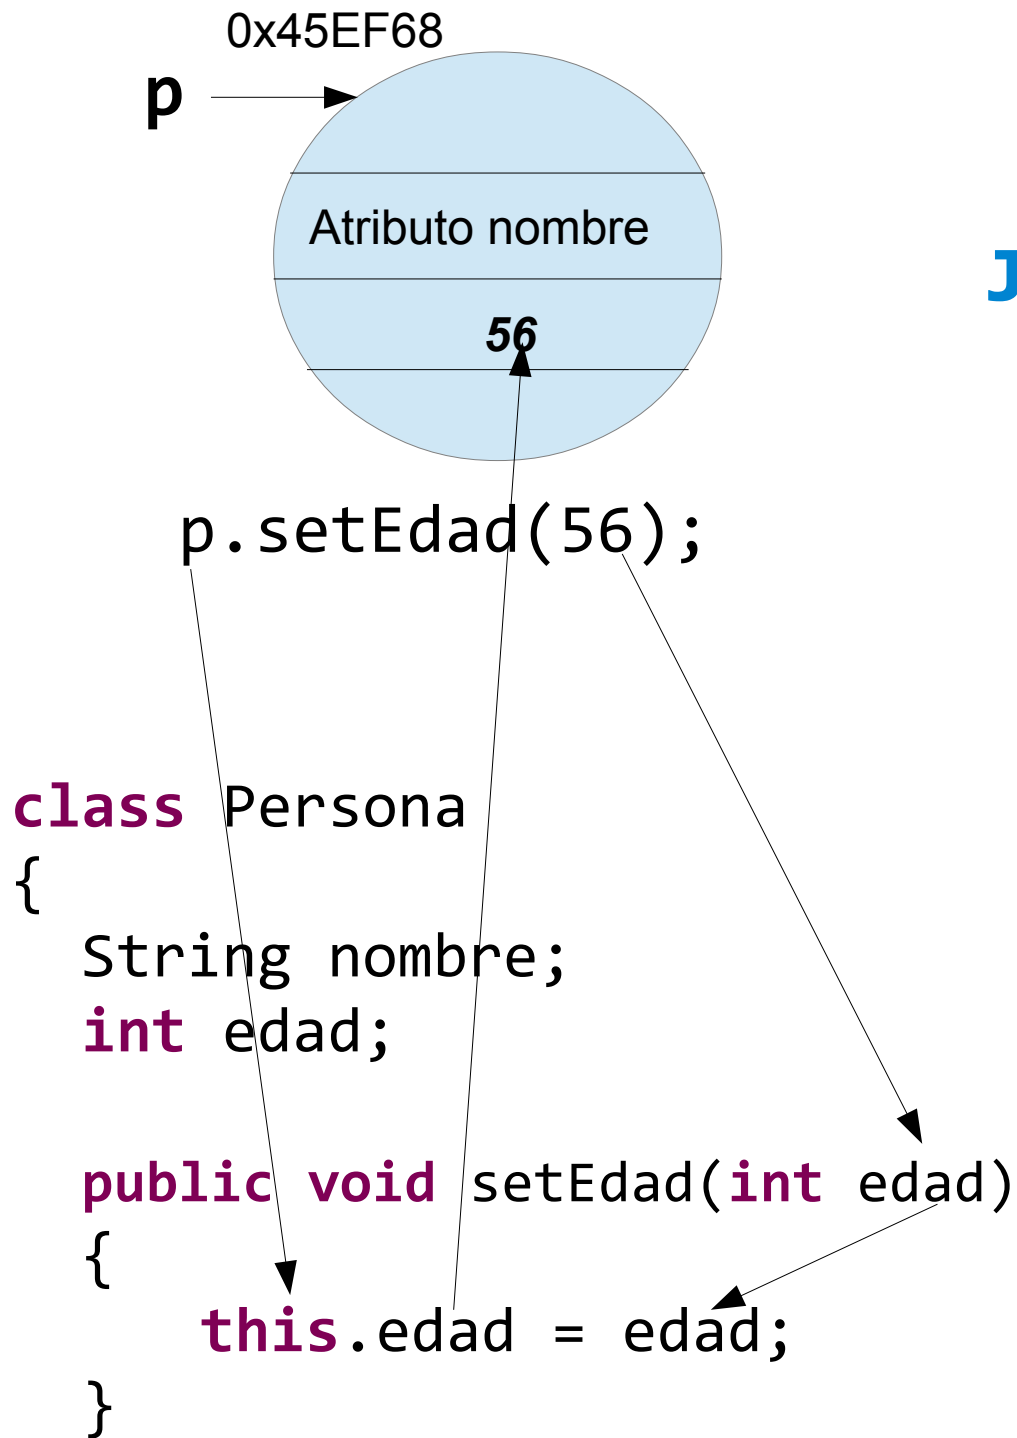 0x45EF68
p
Atributo nombre
J
56
p.setEdad(56);
class Persona
{
String nombre;
int edad;
public void setEdad(int edad)
{
this.edad = edad;
}